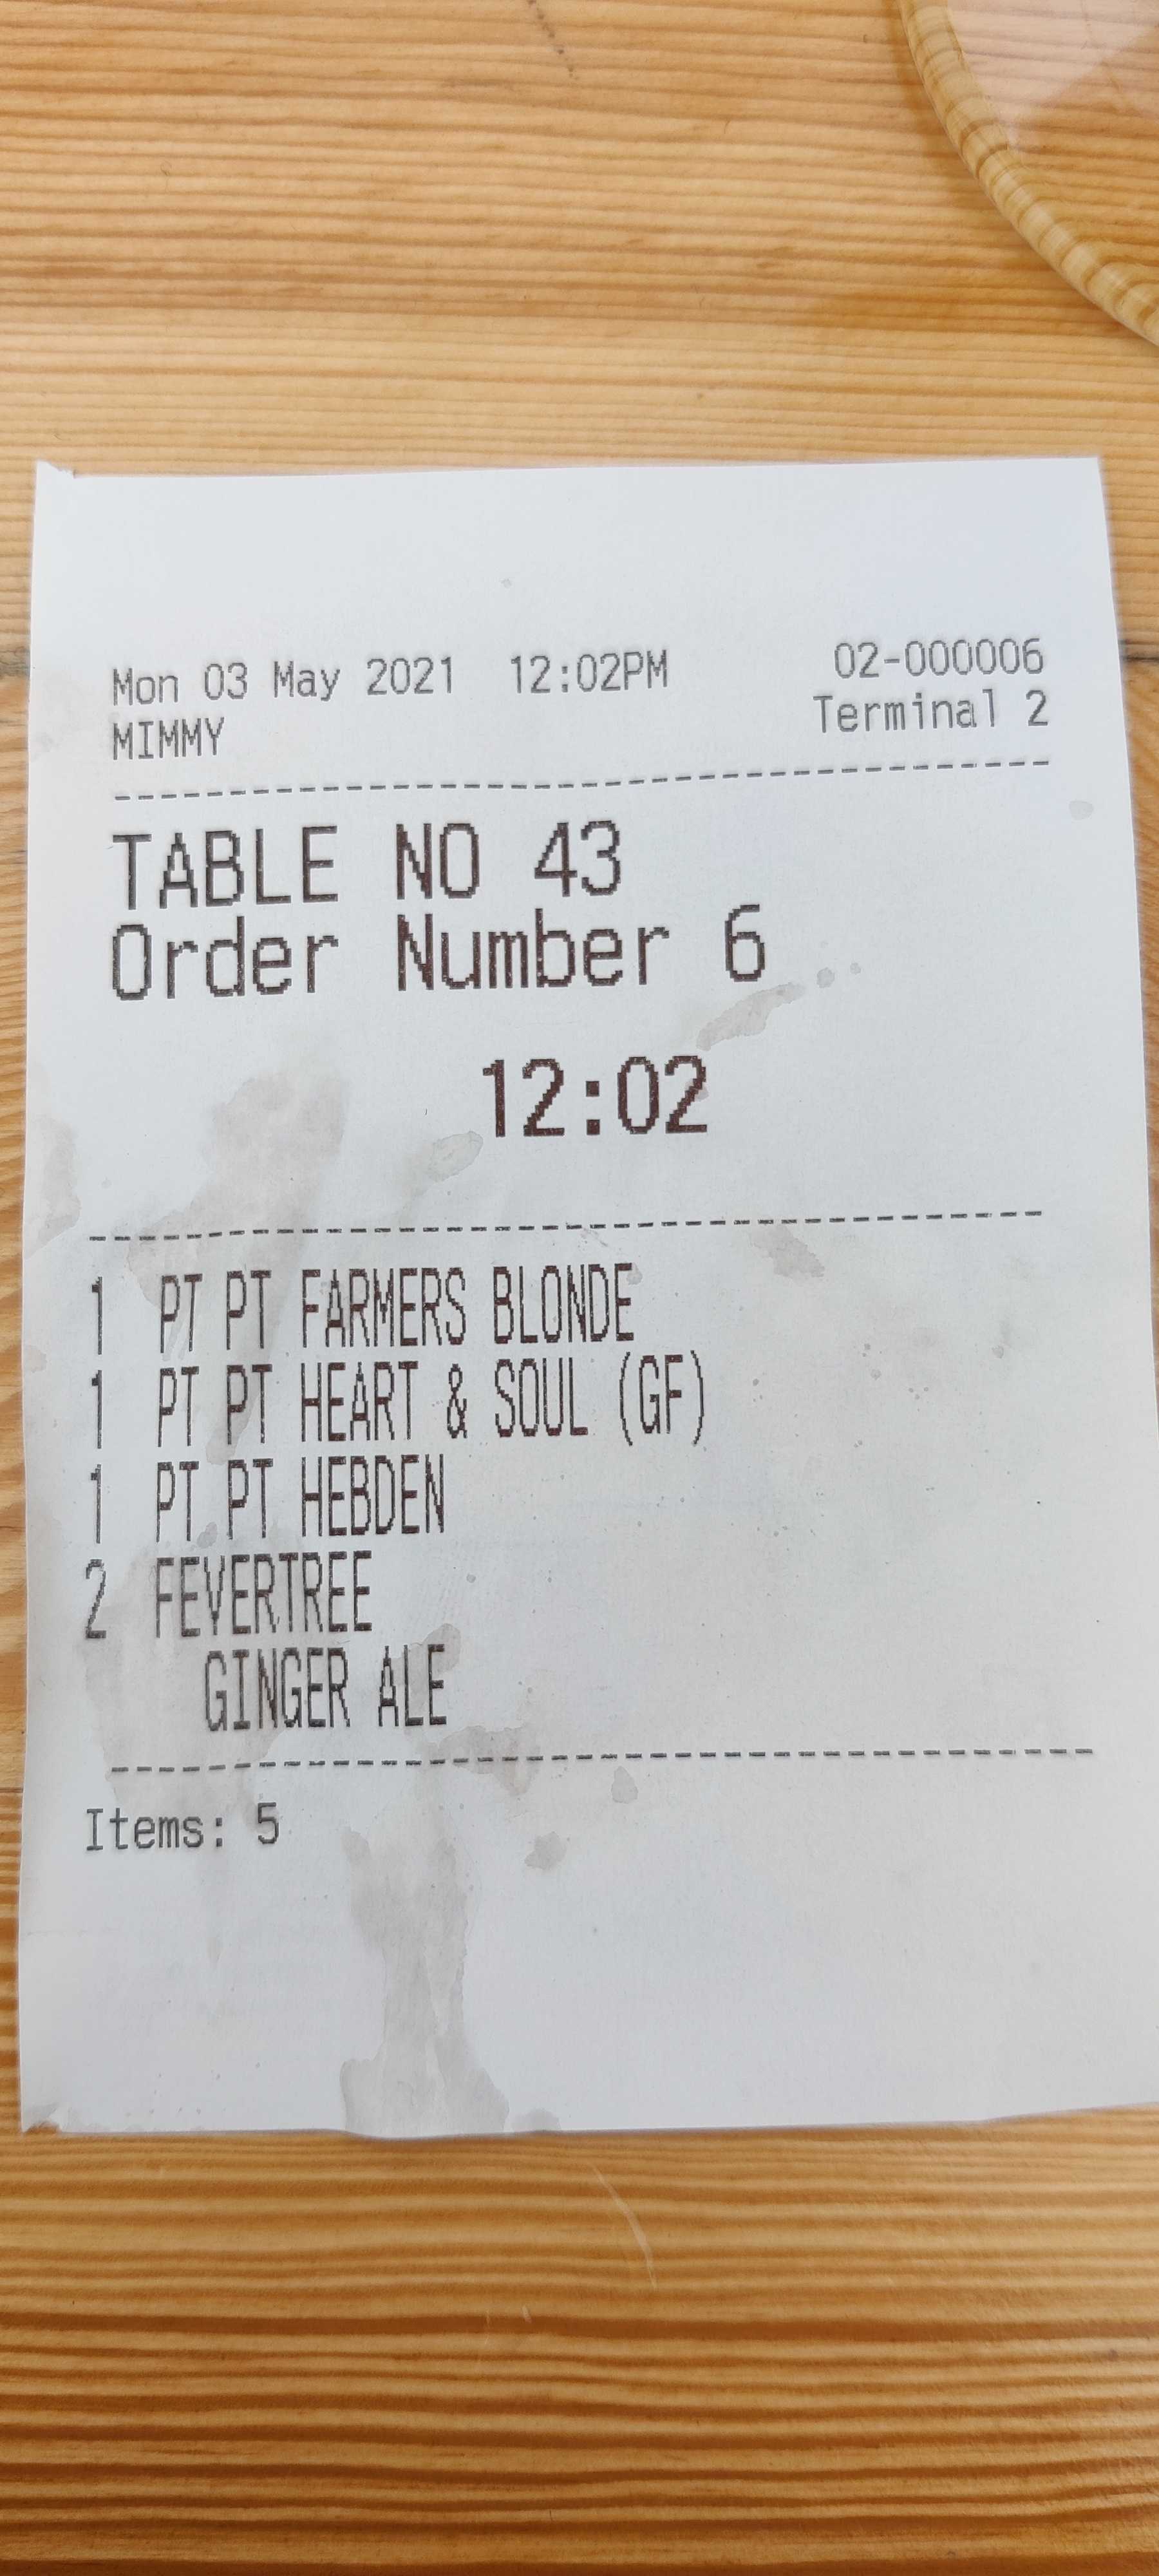 Mon 03 May 2021 12:02PM 02-000006
MIMMY Terminal 2
--------------------------------
TABLE NO 43
Order Number 6
12:02
--------------------------------
1 PT PT FARMERS BLONDE
1 PT PT HEART & SOUL (GF)
1 PT PT HEBDEN
2 FEVERTREE
GINGER ALE
--------------------------------
Items: 5